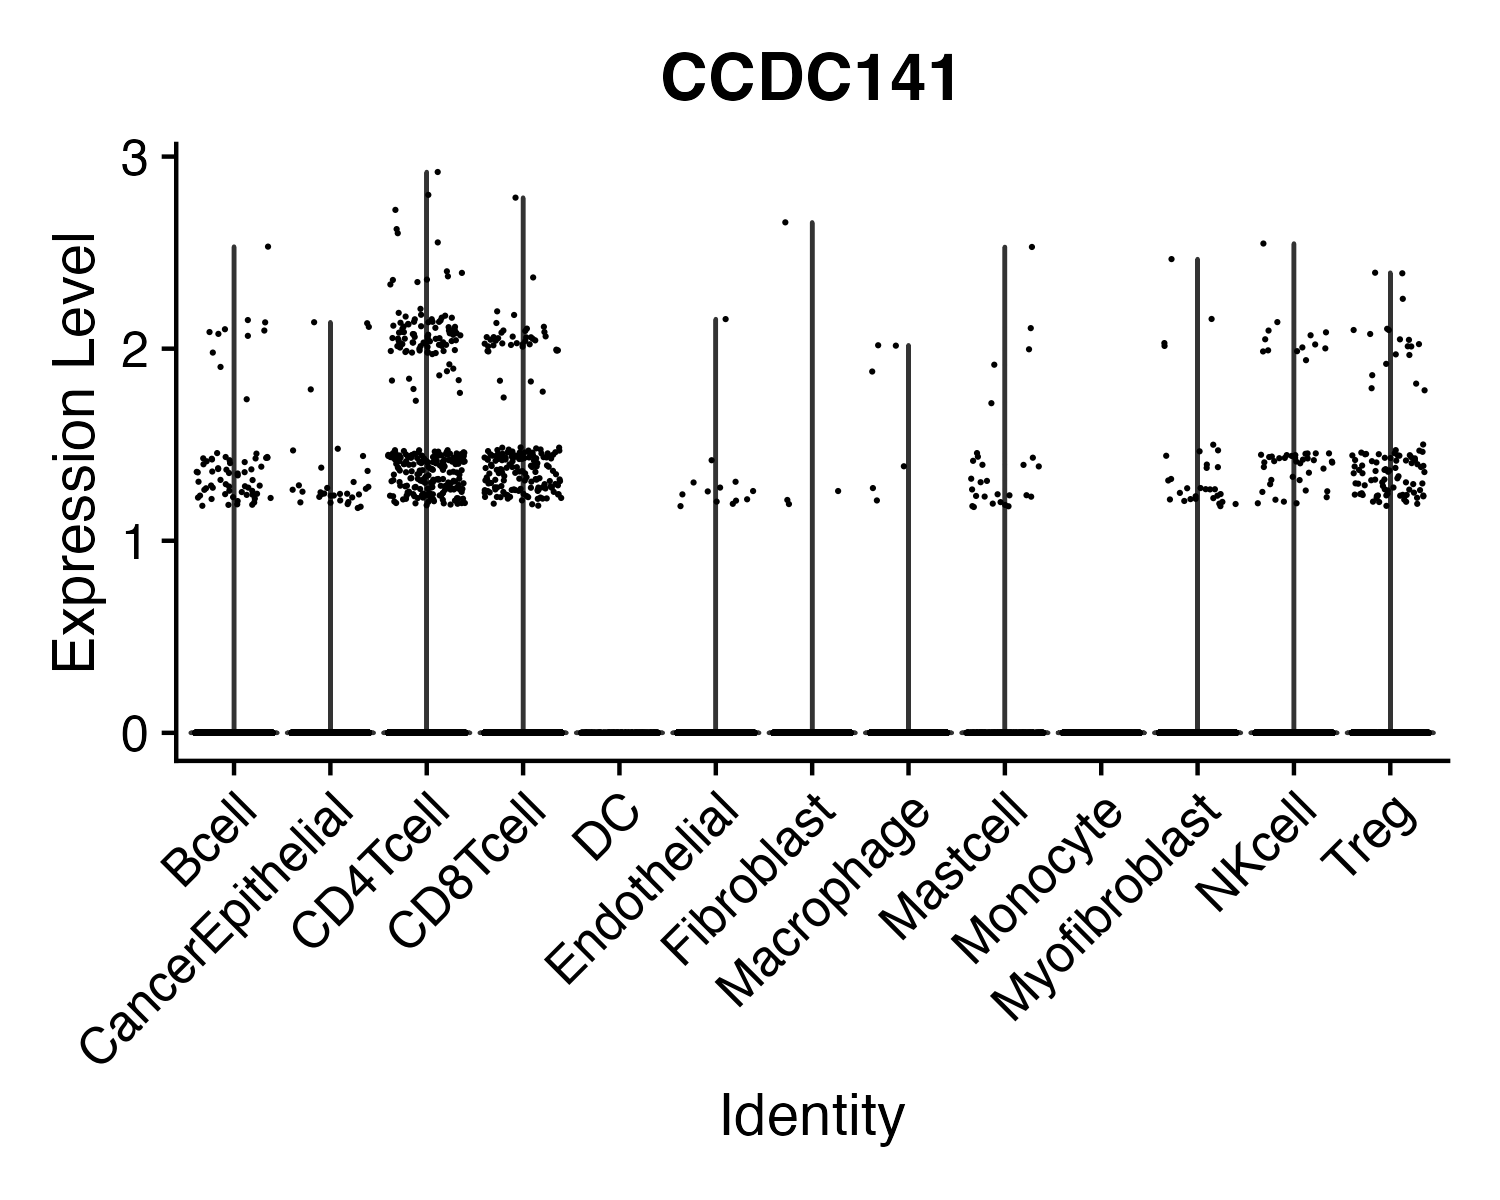 CCDC141
Expression Level
3
2
1
0
Bcell
CancerEpithelial
CD4Tcell
CD8Tcell
DC
Endothelial
Fibroblast
Macrophage
Mastcell
Monocyte
Myofibroblast
NKcell
Treg
Identity